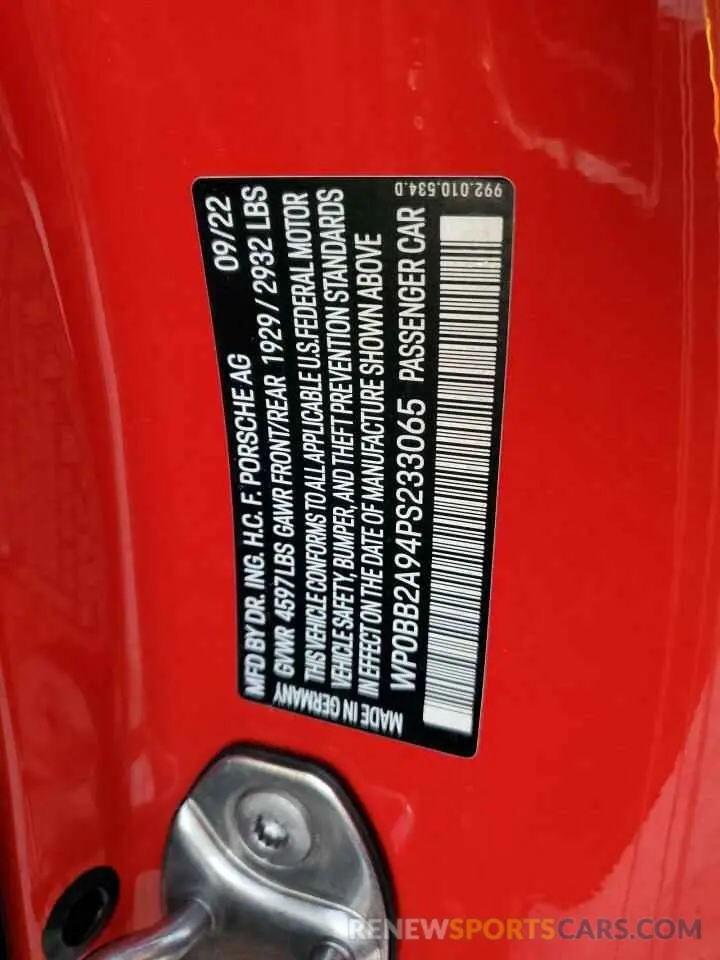 MFD BY DR. ING. H.C. F. PORSCHE AG 09/22
GVWR 4597 LBS GAWR FRONT/REAR 1929 / 2932 LBS
THIS VEHICLE CONFORMS TO ALL APPLICABLE U.S. FEDERAL MOTOR
VEHICLE SAFETY, BUMPER, AND THEFT PREVENTION STANDARDS
IN EFFECT ON THE DATE OF MANUFACTURE SHOWN ABOVE
WP0BB2A94PS233065 PASSENGER CAR
MADE IN GERMANY
992.010.534.D
RENEWSPORTSCARS.COM